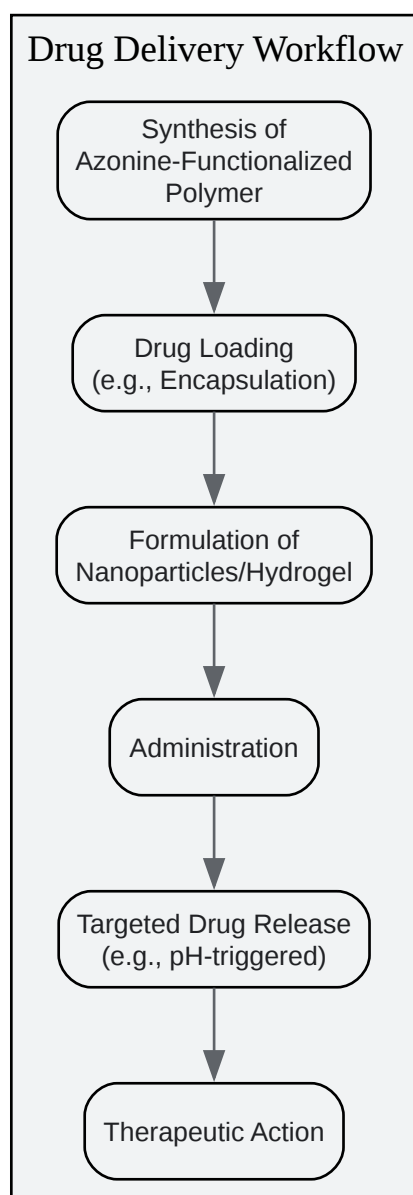 Drug Delivery Workflow
Synthesis of
Azonine-Functionalized
Polymer
Drug Loading
(e.g., Encapsulation)
Formulation of
Nanoparticles/Hydrogel
Administration
Targeted Drug Release
(e.g., pH-triggered)
Therapeutic Action